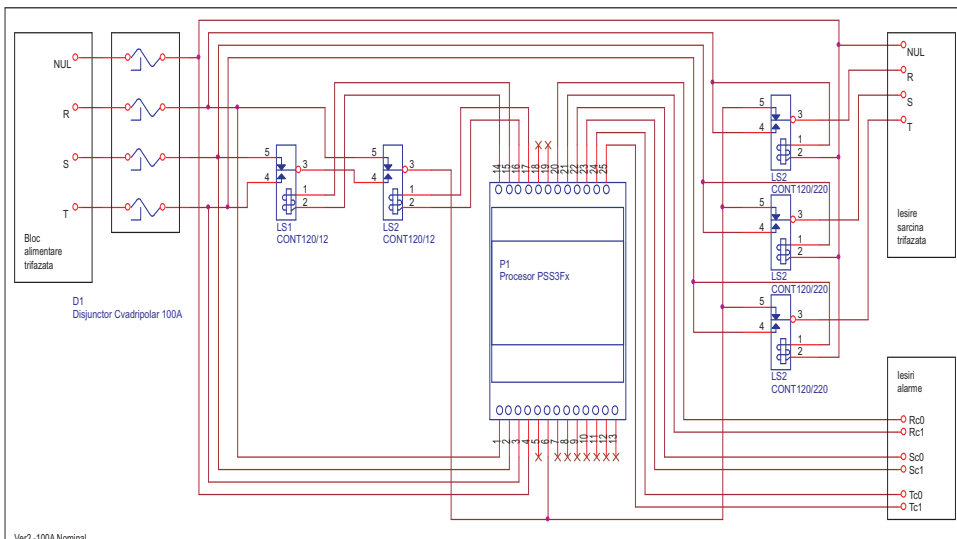 NUL
R
S
T
Bloc
alimentare
trifazata
D1
Disjunctor Cvadripolar 100A
5
4
3
1
2
LS1
CONT120/12
5
4
3
1
2
LS2
CONT120/12
14
15
16
17
18
19
20
21
22
23
24
25
P1
Procesor PSS3Fx
1
2
3
4
5
6
7
8
9
10
11
12
13
5
4
3
1
2
LS2
CONT120/220
5
4
3
1
2
LS2
CONT120/220
5
4
3
1
2
LS2
CONT120/220
NUL
R
S
T
Iesire
sarcina
trifazata
Iesiri
alarme
Rc0
Rc1
Sc0
Sc1
Tc0
Tc1
Ver2 -100A Nominal